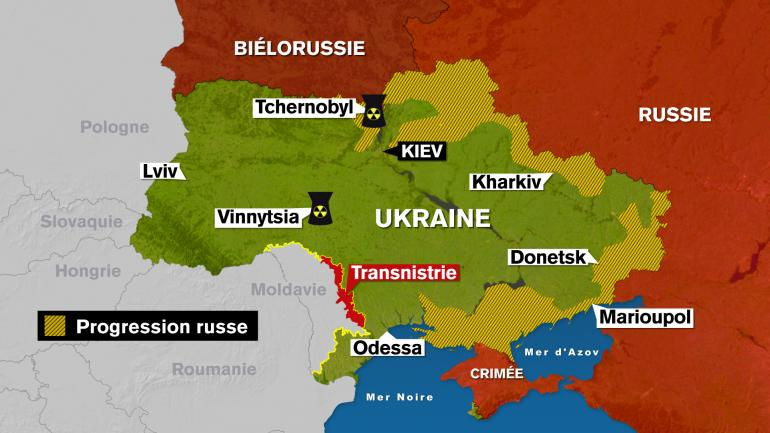 BIÉLORUSSIE
RUSSIE
Tchernobyl
Pologne
KIEV
Lviv
Kharkiv
Vinnytsia
UKRAINE
Slovaquie
Donetsk
Hongrie
Transnistrie
Moldavie
Marioupol
Progression russe
Odessa
Mer d'Azov
Roumanie
CRIMÉE
Mer Noire